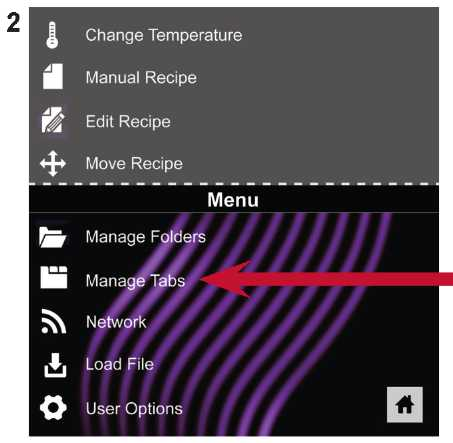 2
Change Temperature
Manual Recipe
Edit Recipe
Move Recipe
Menu
Manage Folders
Manage Tabs
Network
Load File
User Options